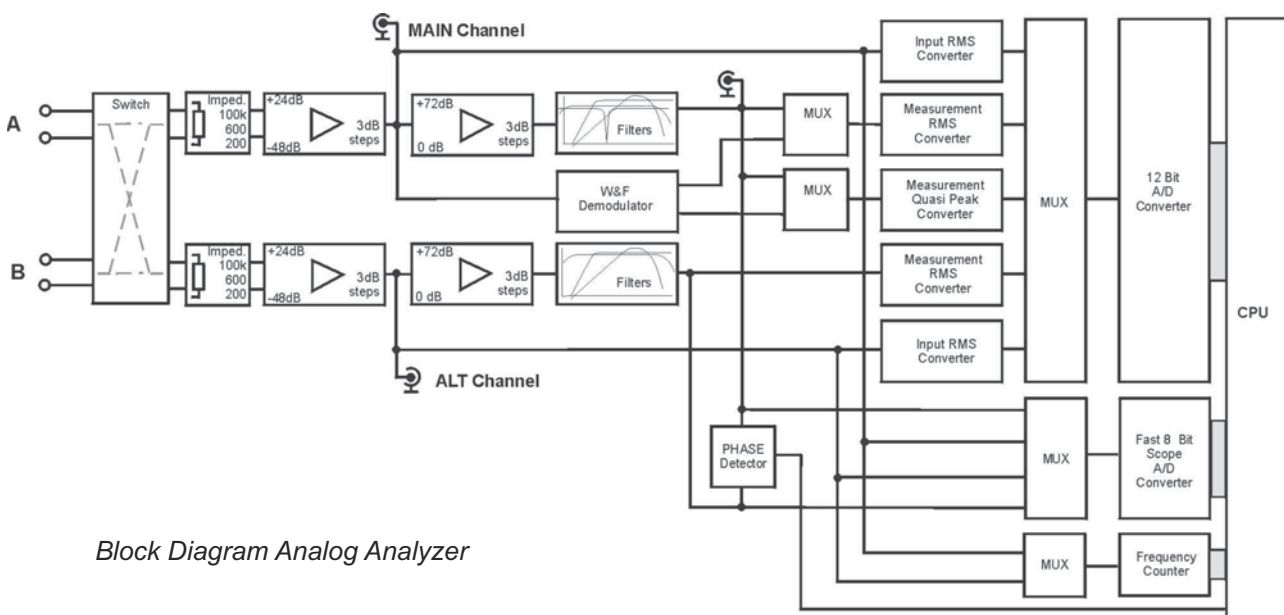 MAIN Channel
Input RMS
Converter
A
Switch
Imped.
100k
600
200
+24dB
-48dB
3dB
steps
+72dB
0 dB
3dB
steps
Filters
MUX
Measurement
RMS
Converter
W&F
Demodulator
MUX
Measurement
Quasi Peak
Converter
MUX
12 Bit
A/D
Converter
B
Imped.
100k
600
200
+24dB
-48dB
3dB
steps
+72dB
0 dB
3dB
steps
Filters
Measurement
RMS
Converter
CPU
Input RMS
Converter
ALT Channel
PHASE
Detector
MUX
Fast 8 Bit
Scope
A/D
Converter
Block Diagram Analog Analyzer
MUX
Frequency
Counter